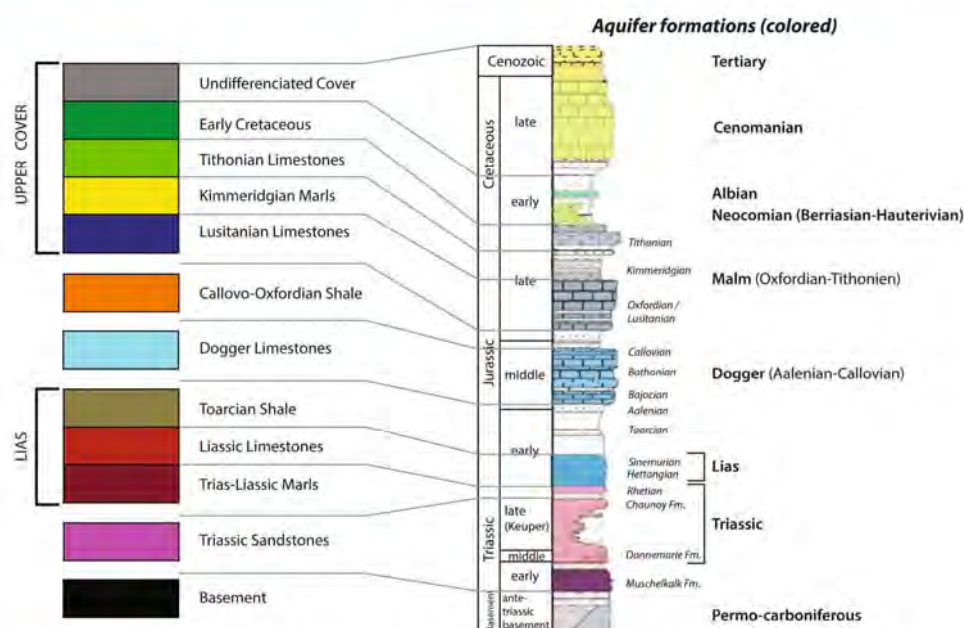 Aquifer formations (colored)
UPPER COVER
Undifferenciated Cover
Early Cretaceous
Tithonian Limestones
Kimmeridgian Marls
Lusitanian Limestones
Callovo-Oxfordian Shale
Dogger Limestones
LIAS
Toarcian Shale
Liassic Limestones
Trias-Liassic Marls
Triassic Sandstones
Basement
Cenozoic
Cretaceous
late
early
Jurassic
late
middle
early
Triassic
late
(Keuper)
middle
early
Basement
ante-
triassic
basement
Tithonian
Kimmeridgian
Oxfordian /
Lusitanian
Callovian
Bathonian
Bajocian
Aalenian
Toarcian
Sinemurian
Hettangian
Rhetian
Chaunoy Fm.
Donnemarie Fm.
Muschelkalk Fm.
Tertiary
Cenomanian
Albian
Neocomian (Berriasian-Hauterivian)
Malm (Oxfordian-Tithonien)
Dogger (Aalenian-Callovian)
Lias
Triassic
Permo-carboniferous